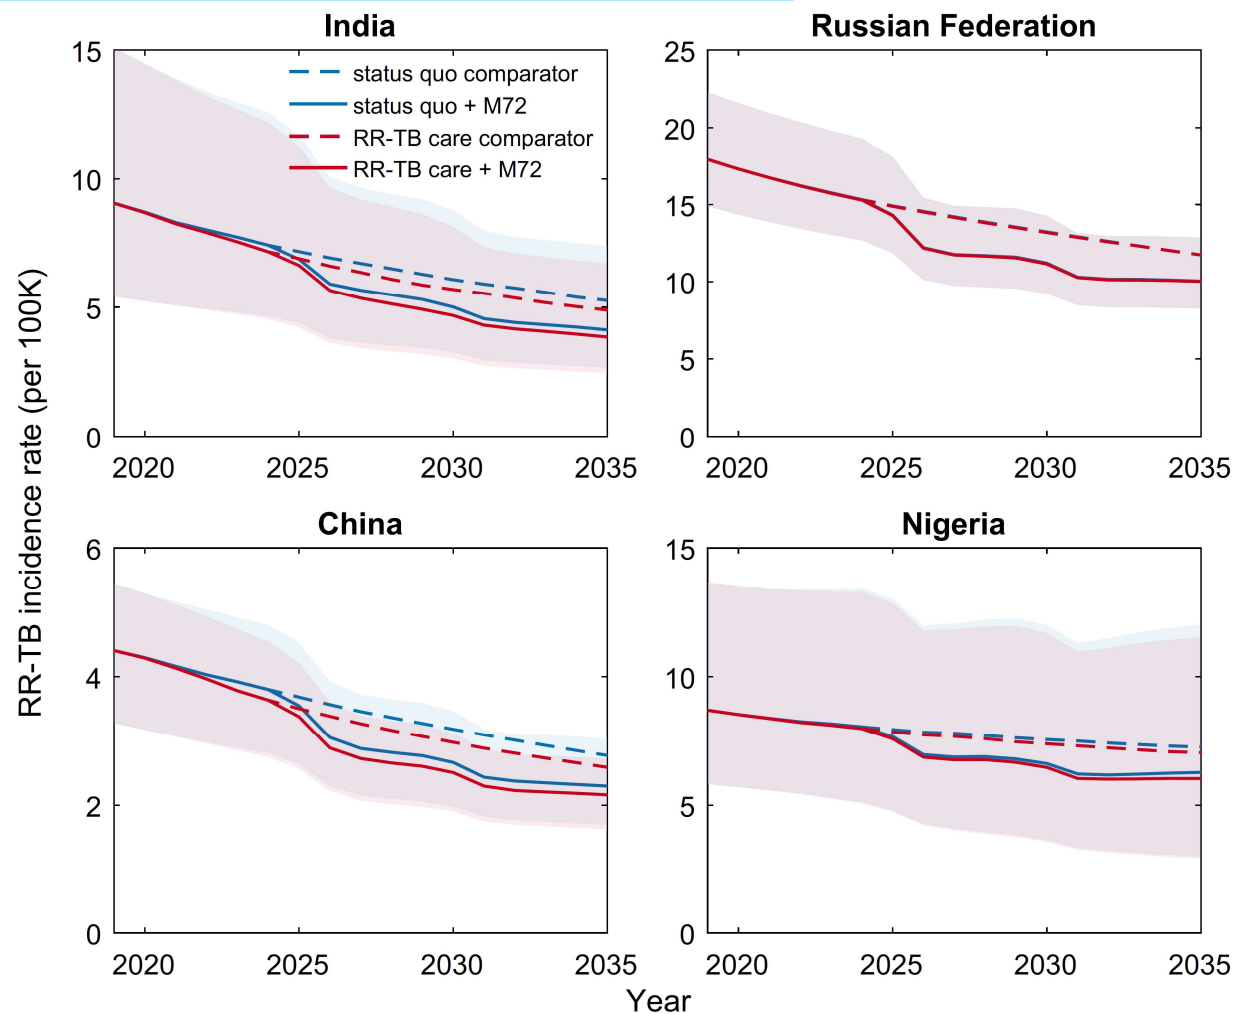 India
15
10
5
0
2020 2025 2030 2035
status quo comparator
status quo + M72
RR-TB care comparator
RR-TB care + M72
Russian Federation
25
20
15
10
5
0
2020 2025 2030 2035
RR-TB incidence rate (per 100K)
China
6
4
2
0
2020 2025 2030 2035
Nigeria
15
10
5
0
2020 2025 2030 2035
Year